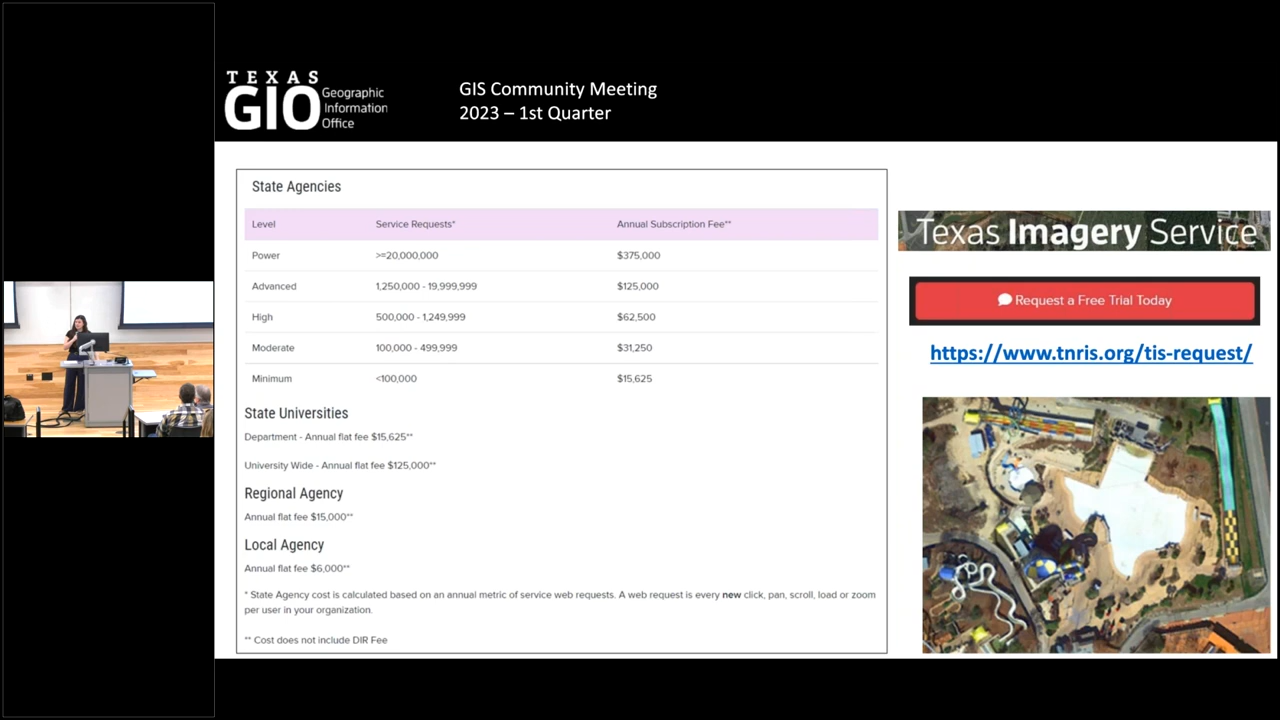 TEXAS
GIO
Geographic
Information
Office
GIS Community Meeting
2023 – 1st Quarter
State Agencies
Level Service Requests* Annual Subscription Fee**
Power >=20,000,000 $375,000
Advanced 1,250,000 - 19,999,999 $125,000
High 500,000 - 1,249,999 $62,500
Moderate 100,000 - 499,999 $31,250
Minimum <100,000 $15,625
State Universities
Department - Annual flat fee $15,625**
University Wide - Annual flat fee $125,000**
Regional Agency
Annual flat fee $15,000**
Local Agency
Annual flat fee $6,000**
* State Agency cost is calculated based on an annual metric of service web requests. A web request is every new click, pan, scroll, load or zoom
per user in your organization.
** Cost does not include DIR Fee
Texas Imagery Service
Request a Free Trial Today
https://www.tnris.org/tis-request/